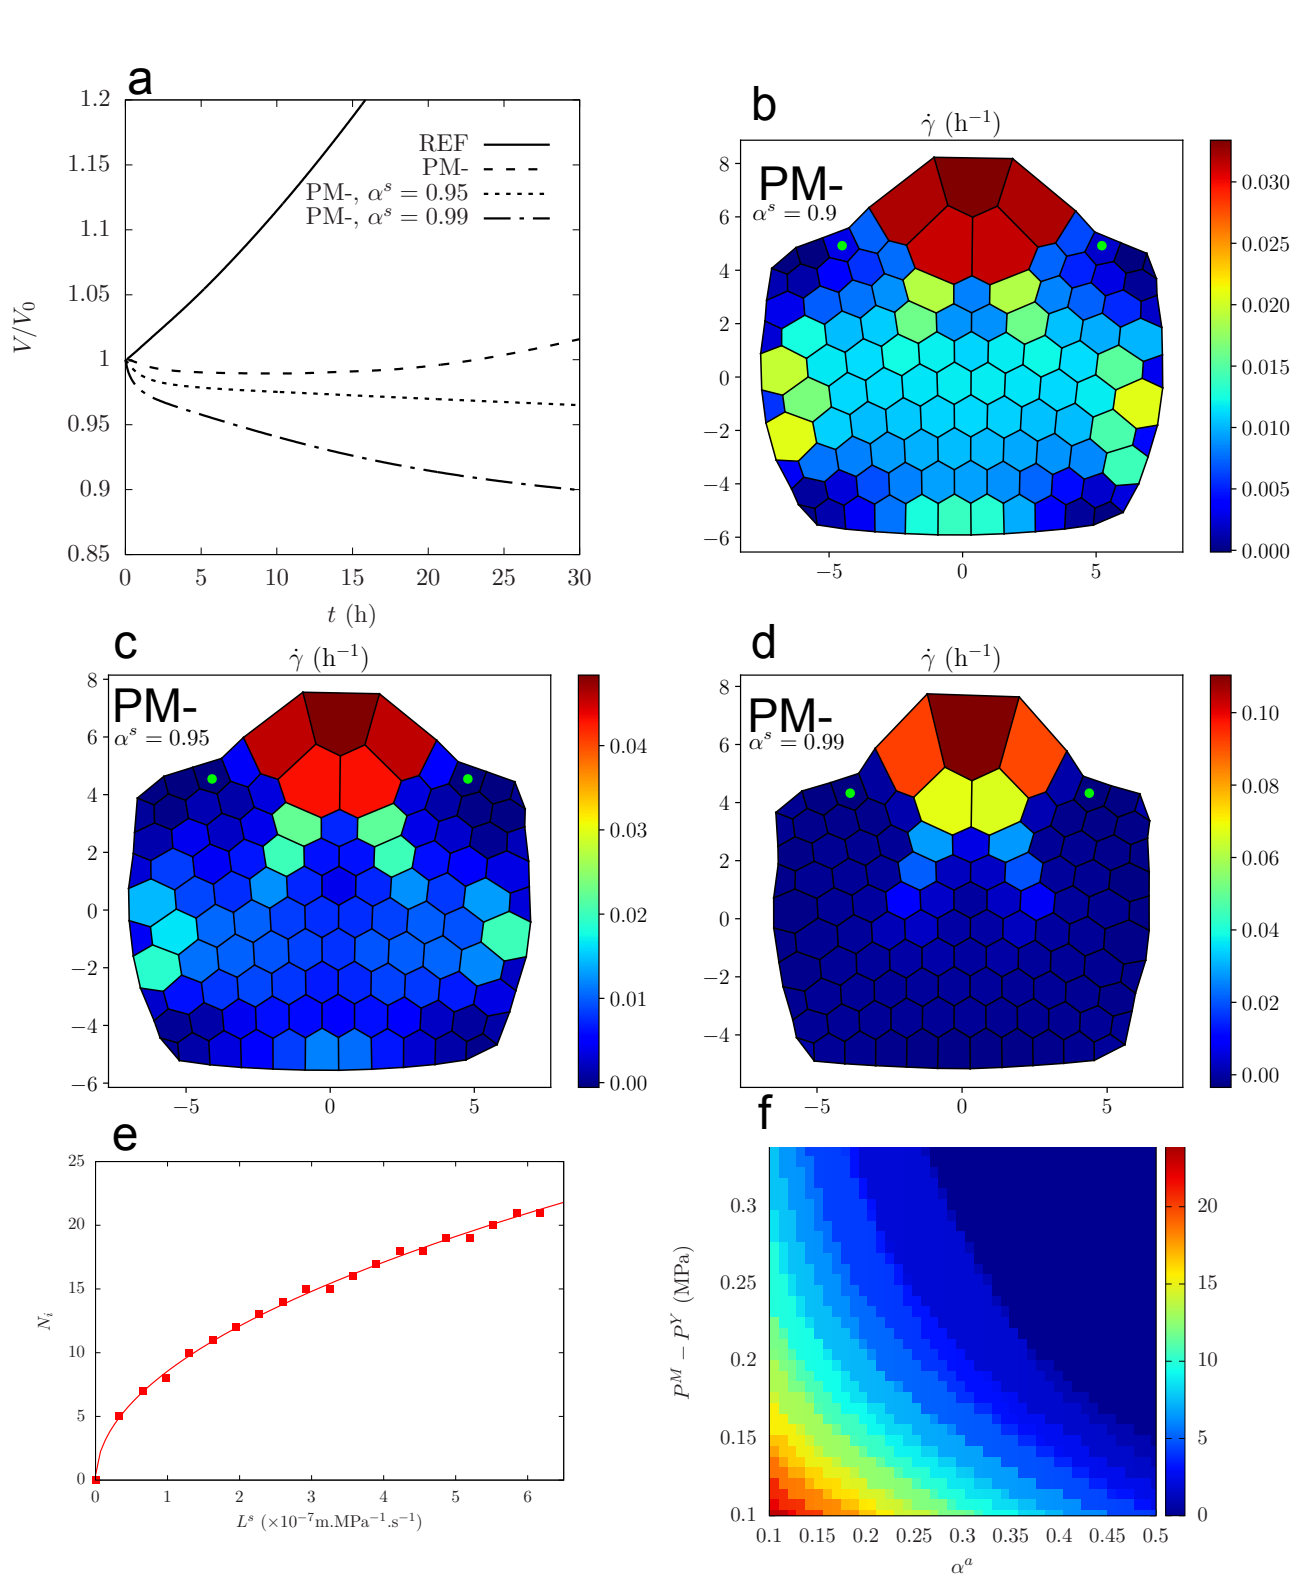 a
1.2
1.15
1.1
1.05
1
0.95
0.9
0.85
V/V₀
REF
PM-
PM-, αˢ = 0.95
PM-, αˢ = 0.99
0 5 10 15 20 25 30
t (h)
b
γ̇ (h⁻¹)
PM-
αˢ = 0.9
8
6
4
2
0
−2
−4
−6
−5 0 5
0.030
0.025
0.020
0.015
0.010
0.005
0.000
c
γ̇ (h⁻¹)
PM-
αˢ = 0.95
8
6
4
2
0
−2
−4
−6
−5 0 5
0.04
0.03
0.02
0.01
0.00
d
γ̇ (h⁻¹)
PM-
αˢ = 0.99
8
6
4
2
0
−2
−4
−5 0 5
0.10
0.08
0.06
0.04
0.02
0.00
e
25
20
15
10
5
0
Nᵢ
0 1 2 3 4 5 6
Lˢ (×10⁻⁷m.MPa⁻¹.s⁻¹)
f
0.3
0.25
0.2
0.15
0.1
Pᴹ − Pʸ (MPa)
0.1 0.15 0.2 0.25 0.3 0.35 0.4 0.45 0.5
αᵃ
20
15
10
5
0